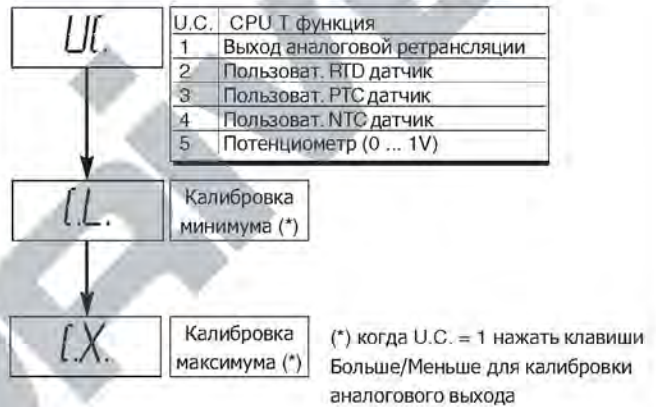 U.C.
U.C. CPU T функция
1 Выход аналоговой ретрансляции
2 Пользоват. RTD датчик
3 Пользоват. PTC датчик
4 Пользоват. NTC датчик
5 Потенциометр (0 ... 1V)
C.L.
Калибровка
минимума (*)
C.X.
Калибровка
максимума (*)
(*) когда U.C. = 1 нажать клавиши
Больше/Меньше для калибровки
аналогового выхода